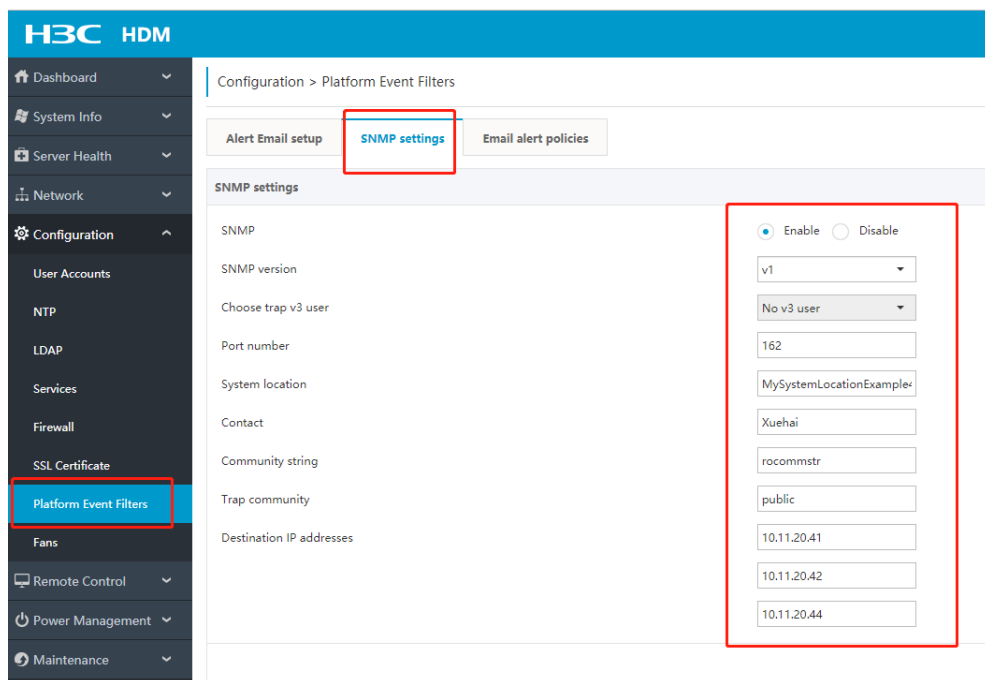 H3C HDM
Dashboard
System Info
Server Health
Network
Configuration
User Accounts
NTP
LDAP
Services
Firewall
SSL Certificate
Platform Event Filters
Fans
Remote Control
Power Management
Maintenance
Configuration > Platform Event Filters
Alert Email setup SNMP settings Email alert policies
SNMP settings
SNMP Enable Disable
SNMP version v1
Choose trap v3 user No v3 user
Port number 162
System location MySystemLocationExample
Contact Xuehai
Community string rocommstr
Trap community public
Destination IP addresses 10.11.20.41
10.11.20.42
10.11.20.44